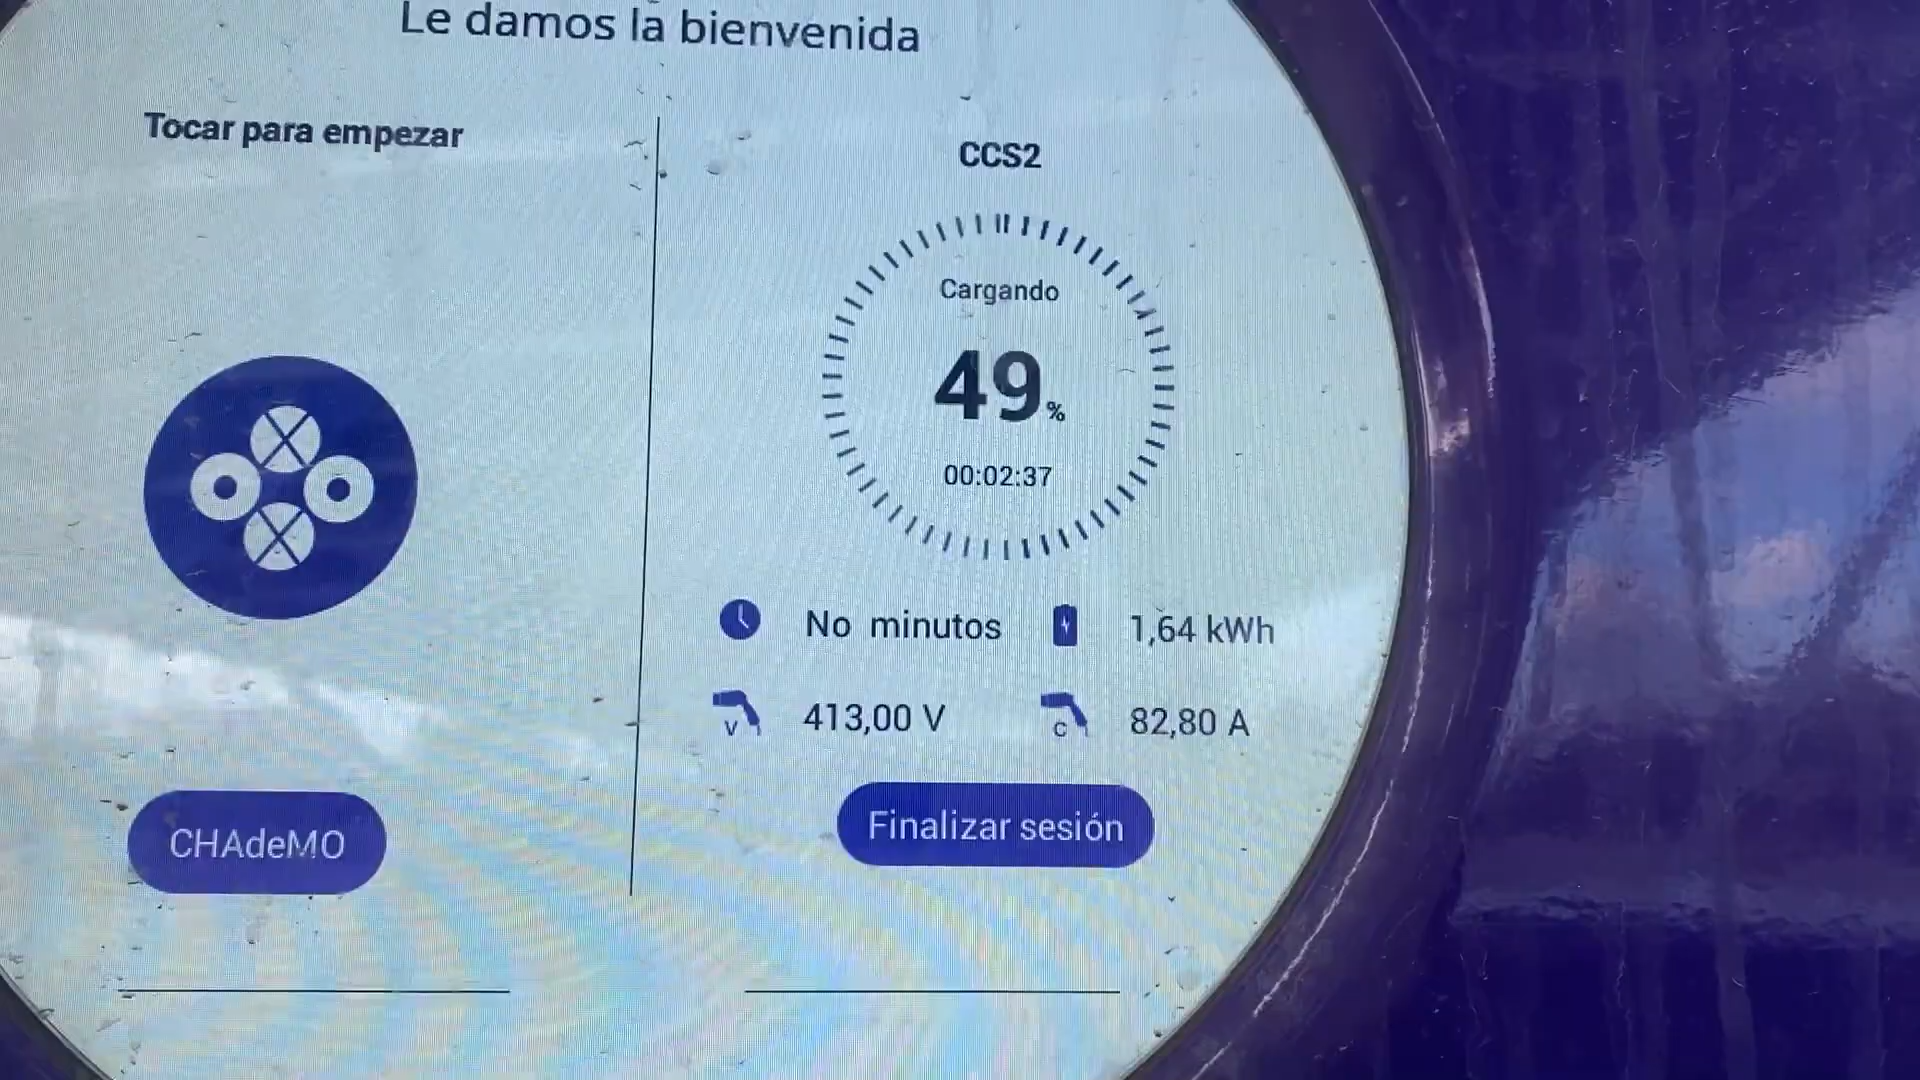 Le damos la bienvenida
Tocar para empezar
CHAdeMO
CCS2
Cargando
49%
00:02:37
No minutos
1,64 kWh
V
413,00 V
C
82,80 A
Finalizar sesión